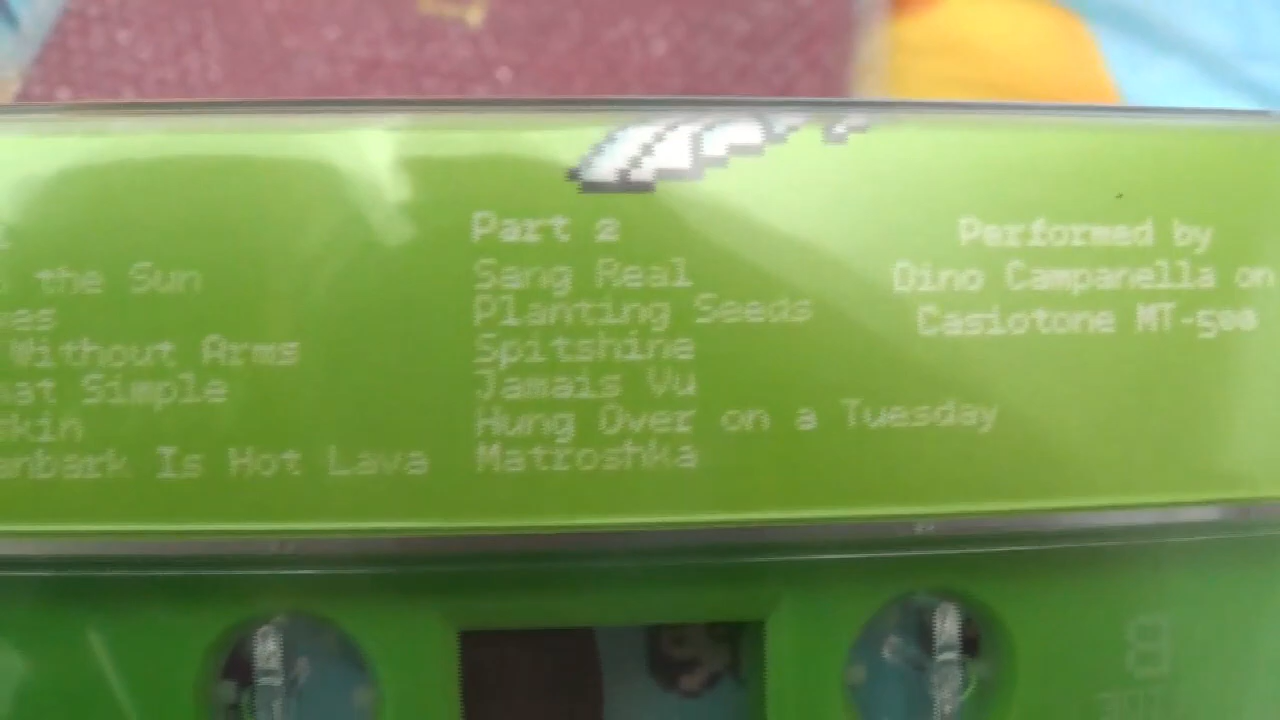 the Sun
Without Arms
Simple
Is Hot Lava
Part 2
Sang Real
Planting Seeds
Spitshine
Jamais Vu
Hung Over on a Tuesday
Matroshka
Performed by
Dino Campanella on
Casiotone MT-500